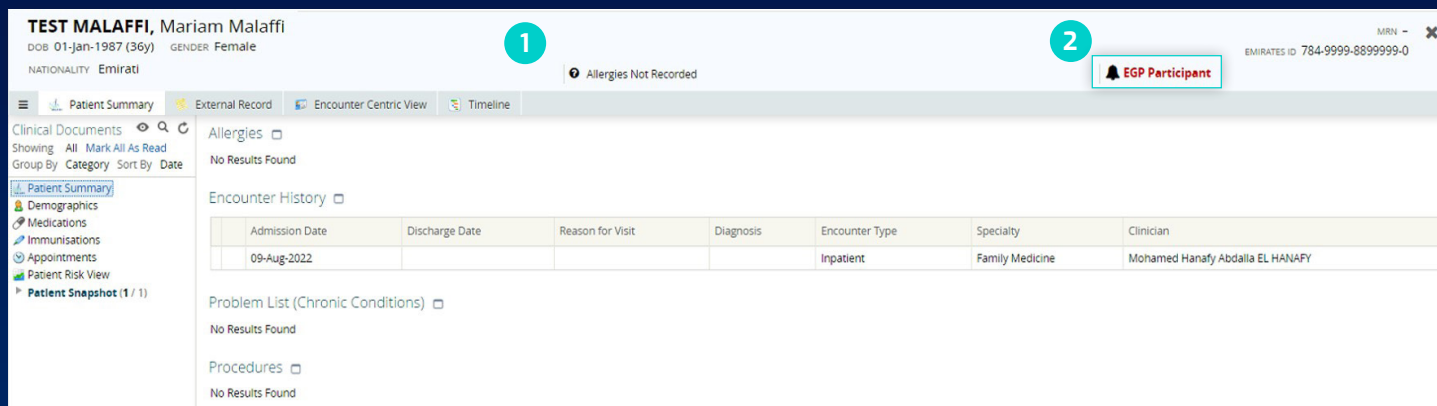 TEST MALAFFI, Mariam Malaffi
DOB 01-Jan-1987 (36y) GENDER Female
NATIONALITY Emirati
1
Allergies Not Recorded
2
EGP Participant
MRN –
EMIRATES ID 784-9999-8899999-0
Patient Summary External Record Encounter Centric View Timeline
Clinical Documents
Showing All Mark All As Read
Group By Category Sort By Date
Patient Summary
Demographics
Medications
Immunisations
Appointments
Patient Risk View
Patient Snapshot (1 / 1)
Allergies
No Results Found
Encounter History
Admission Date Discharge Date Reason for Visit Diagnosis Encounter Type Specialty Clinician
09-Aug-2022 Inpatient Family Medicine Mohamed Hanafy Abdalla EL HANAFY
Problem List (Chronic Conditions)
No Results Found
Procedures
No Results Found